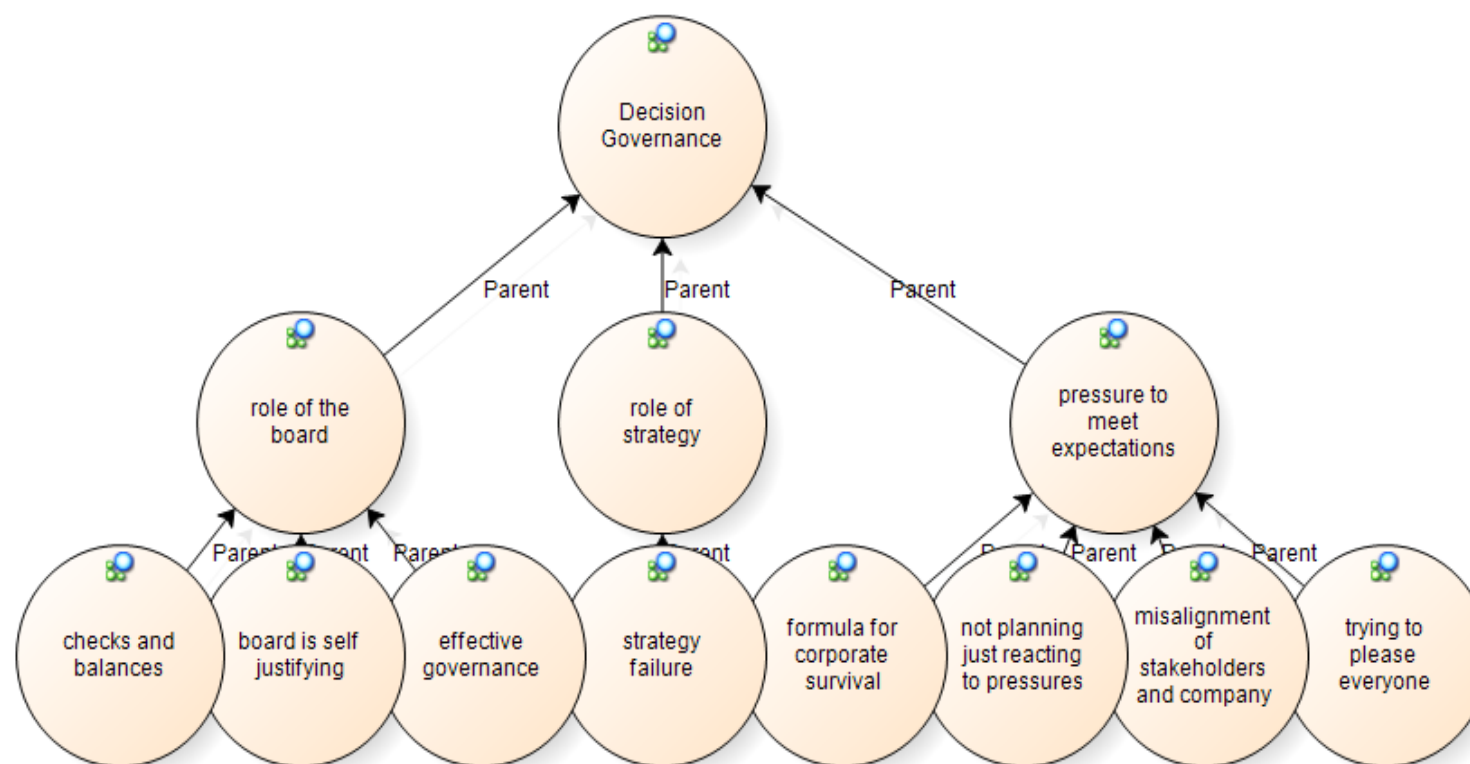 Decision
Governance
Parent
Parent
Parent
role of the
board
role of
strategy
pressure to
meet
expectations
Parent
Parent
Parent
Parent
checks and
balances
board is self
justifying
effective
governance
strategy
failure
formula for
corporate
survival
not planning
just reacting
to pressures
misalignment
of
stakeholders
and company
trying to
please
everyone